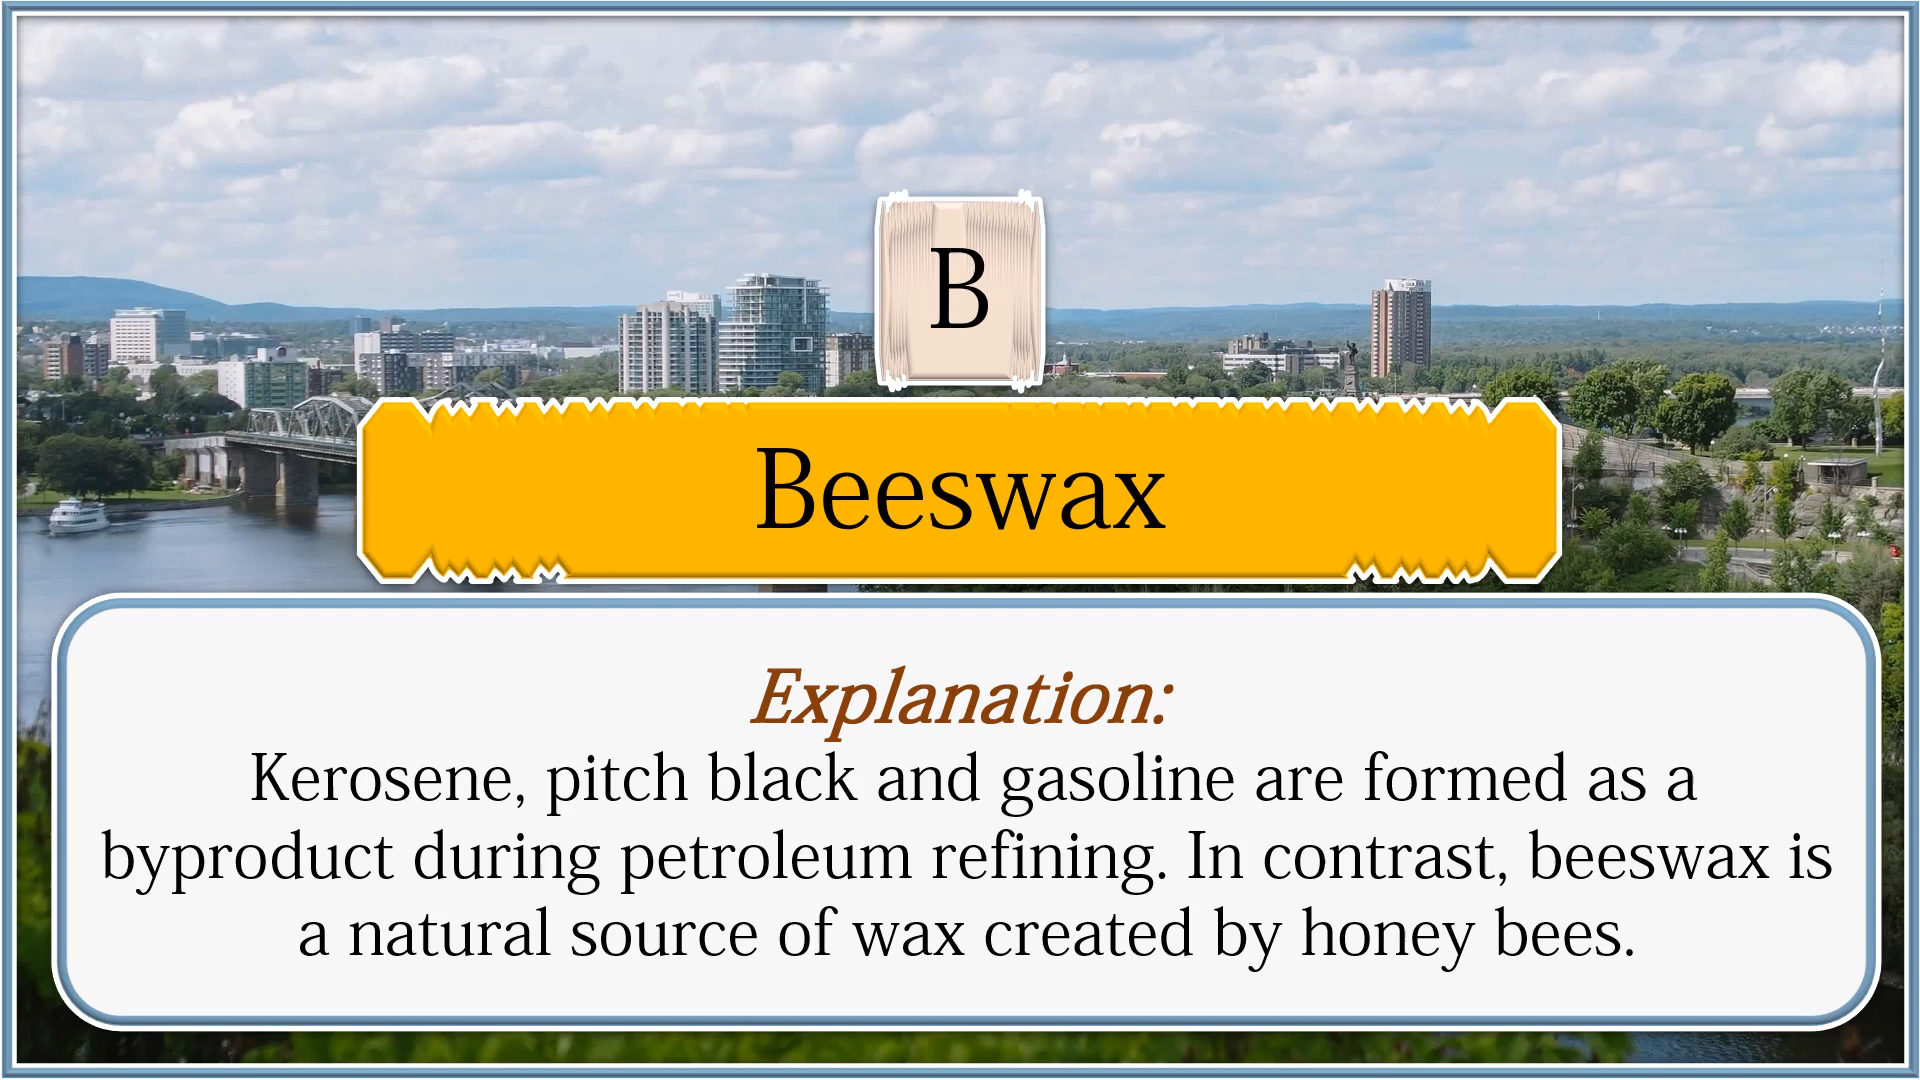 B
Beeswax
Explanation:
Kerosene, pitch black and gasoline are formed as a
byproduct during petroleum refining. In contrast, beeswax is
a natural source of wax created by honey bees.